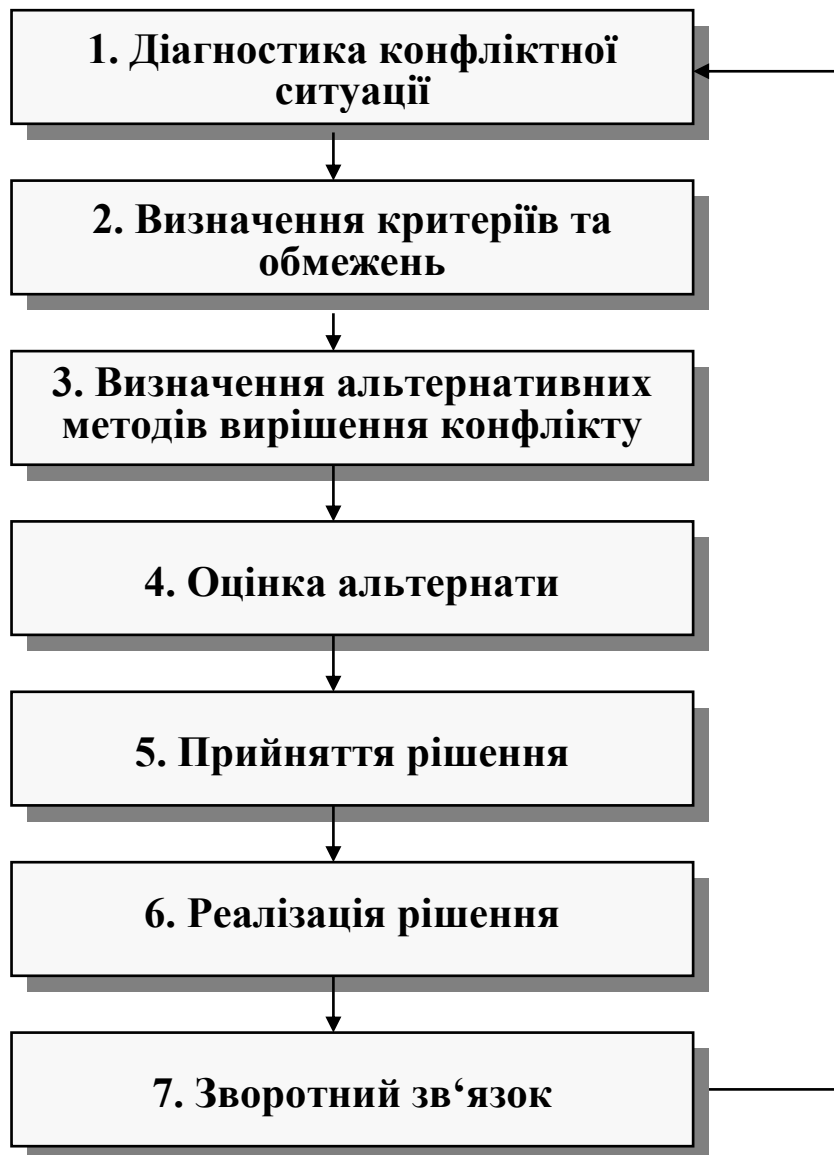 1. Діагностика конфліктної
ситуації
2. Визначення критеріїв та
обмежень
3. Визначення альтернативних
методів вирішення конфлікту
4. Оцінка альтернати
5. Прийняття рішення
6. Реалізація рішення
7. Зворотний зв‘язок